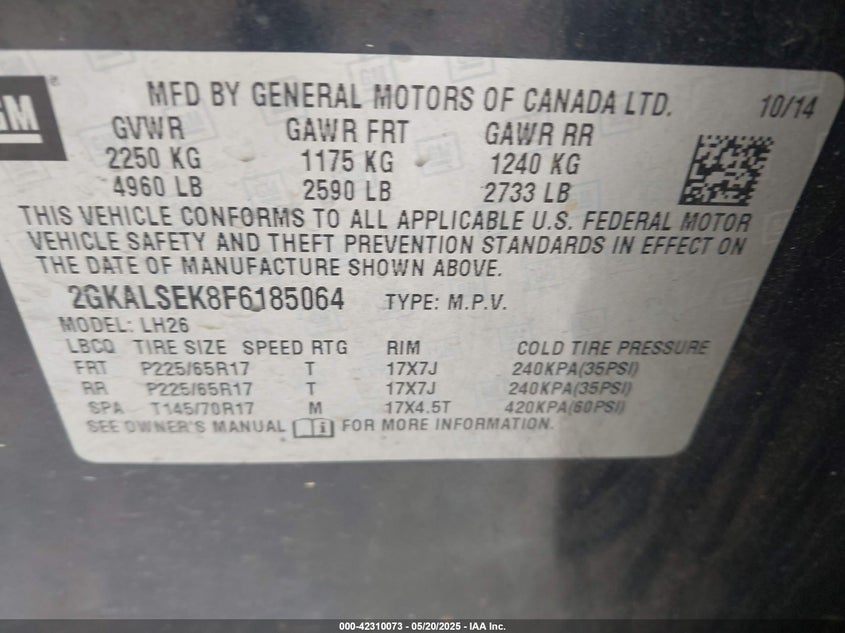 GM
MFD BY GENERAL MOTORS OF CANADA LTD. 10/14
GVWR GAWR FRT GAWR RR
2250 KG 1175 KG 1240 KG
4960 LB 2590 LB 2733 LB
THIS VEHICLE CONFORMS TO ALL APPLICABLE U.S. FEDERAL MOTOR
VEHICLE SAFETY AND THEFT PREVENTION STANDARDS IN EFFECT ON
THE DATE OF MANUFACTURE SHOWN ABOVE.
2GKALSEK8F6185064 TYPE: M.P.V.
MODEL: LH26
LBCQ TIRE SIZE SPEED RTG RIM COLD TIRE PRESSURE
FRT P225/65R17 T 17X7J 240KPA(35PSI)
RR P225/65R17 T 17X7J 240KPA(35PSI)
SPA T145/70R17 M 17X4.5T 420KPA(60PSI)
SEE OWNER'S MANUAL i FOR MORE INFORMATION.
000-42310073 - 05/20/2025 - IAA Inc.